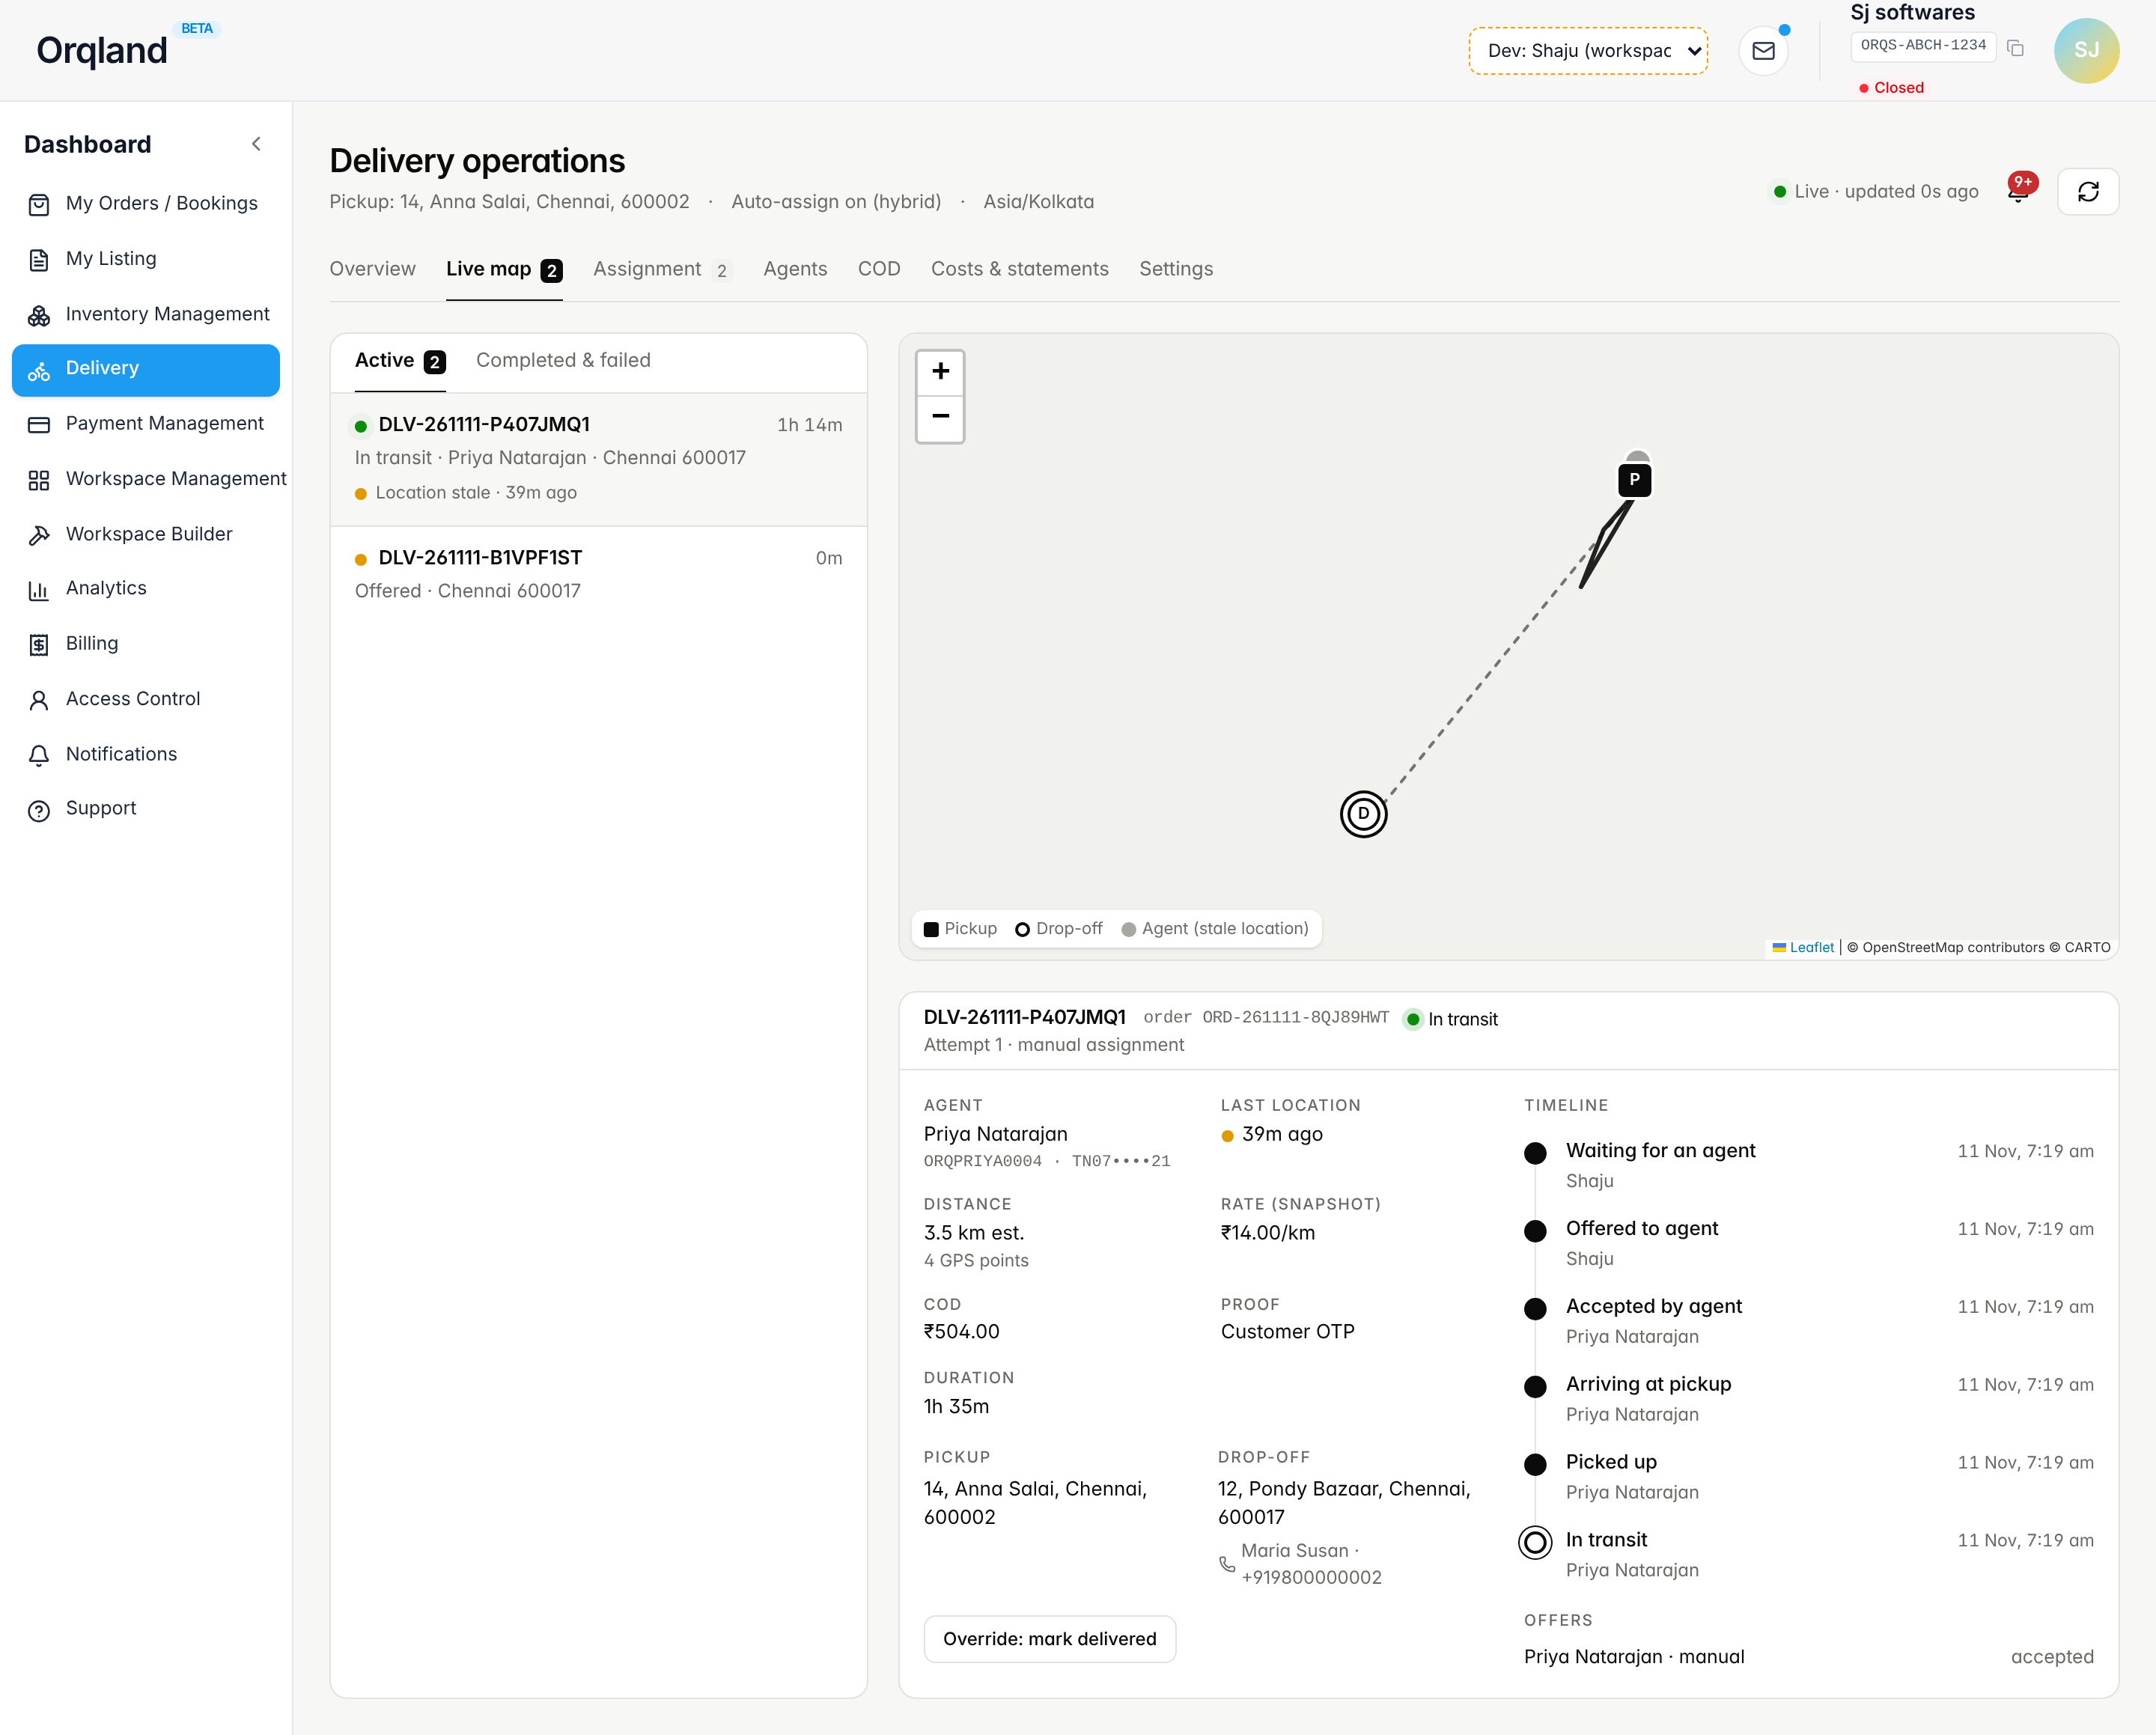 Orqland BETA
Dev: Shaju (workspac
Sj softwares
ORQS-ABCH-1234
Closed
SJ
Dashboard
My Orders / Bookings
My Listing
Inventory Management
Delivery
Payment Management
Workspace Management
Workspace Builder
Analytics
Billing
Access Control
Notifications
Support
Delivery operations
Pickup: 14, Anna Salai, Chennai, 600002 · Auto-assign on (hybrid) · Asia/Kolkata
Live · updated 0s ago
9+
Overview Live map 2 Assignment 2 Agents COD Costs & statements Settings
Active 2 Completed & failed
DLV-261111-P407JMQ1 1h 14m
In transit · Priya Natarajan · Chennai 600017
Location stale · 39m ago
DLV-261111-B1VPF1ST 0m
Offered · Chennai 600017
+
−
P
D
Pickup Drop-off Agent (stale location)
Leaflet | © OpenStreetMap contributors © CARTO
DLV-261111-P407JMQ1 order ORD-261111-8QJ89HWT In transit
Attempt 1 · manual assignment
AGENT
Priya Natarajan
ORQPRIYA0004 · TN07••••21
LAST LOCATION
39m ago
DISTANCE
3.5 km est.
4 GPS points
RATE (SNAPSHOT)
₹14.00/km
COD
₹504.00
PROOF
Customer OTP
DURATION
1h 35m
PICKUP
14, Anna Salai, Chennai,
600002
DROP-OFF
12, Pondy Bazaar, Chennai,
600017
Maria Susan ·
+919800000002
Override: mark delivered
TIMELINE
Waiting for an agent 11 Nov, 7:19 am
Shaju
Offered to agent 11 Nov, 7:19 am
Shaju
Accepted by agent 11 Nov, 7:19 am
Priya Natarajan
Arriving at pickup 11 Nov, 7:19 am
Priya Natarajan
Picked up 11 Nov, 7:19 am
Priya Natarajan
In transit 11 Nov, 7:19 am
Priya Natarajan
OFFERS
Priya Natarajan · manual accepted